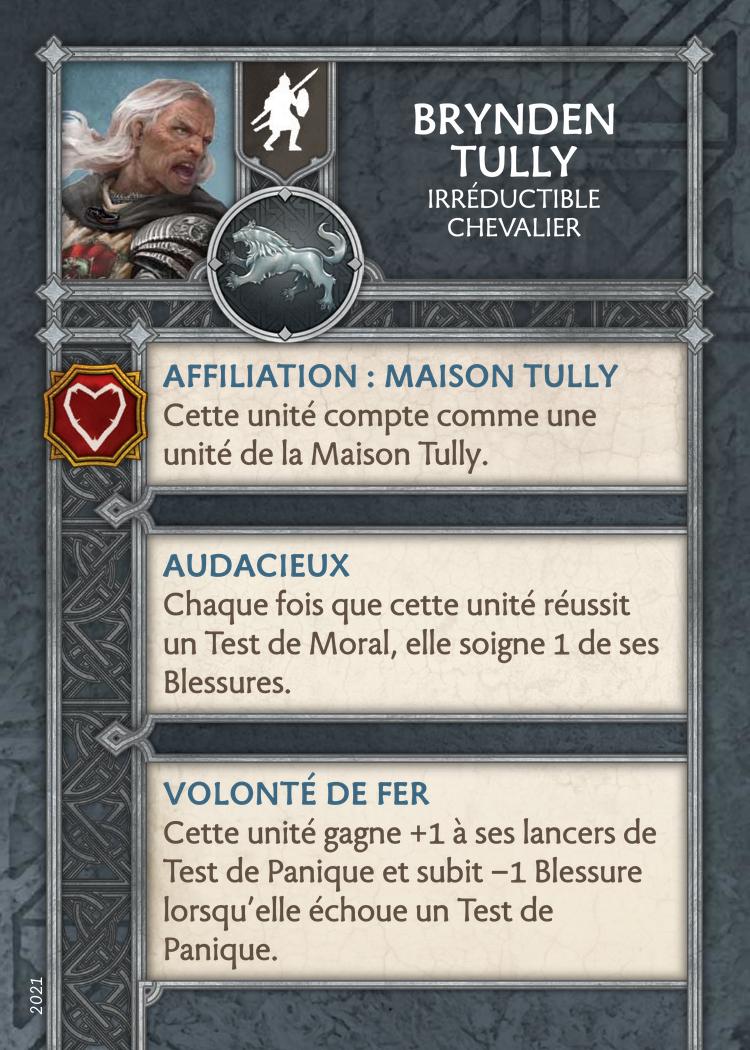 BRYNDEN
TULLY
IRRÉDUCTIBLE
CHEVALIER
AFFILIATION : MAISON TULLY
Cette unité compte comme une
unité de la Maison Tully.
AUDACIEUX
Chaque fois que cette unité réussit
un Test de Moral, elle soigne 1 de ses
Blessures.
VOLONTÉ DE FER
Cette unité gagne +1 à ses lancers de
Test de Panique et subit –1 Blessure
lorsqu'elle échoue un Test de
Panique.
2021